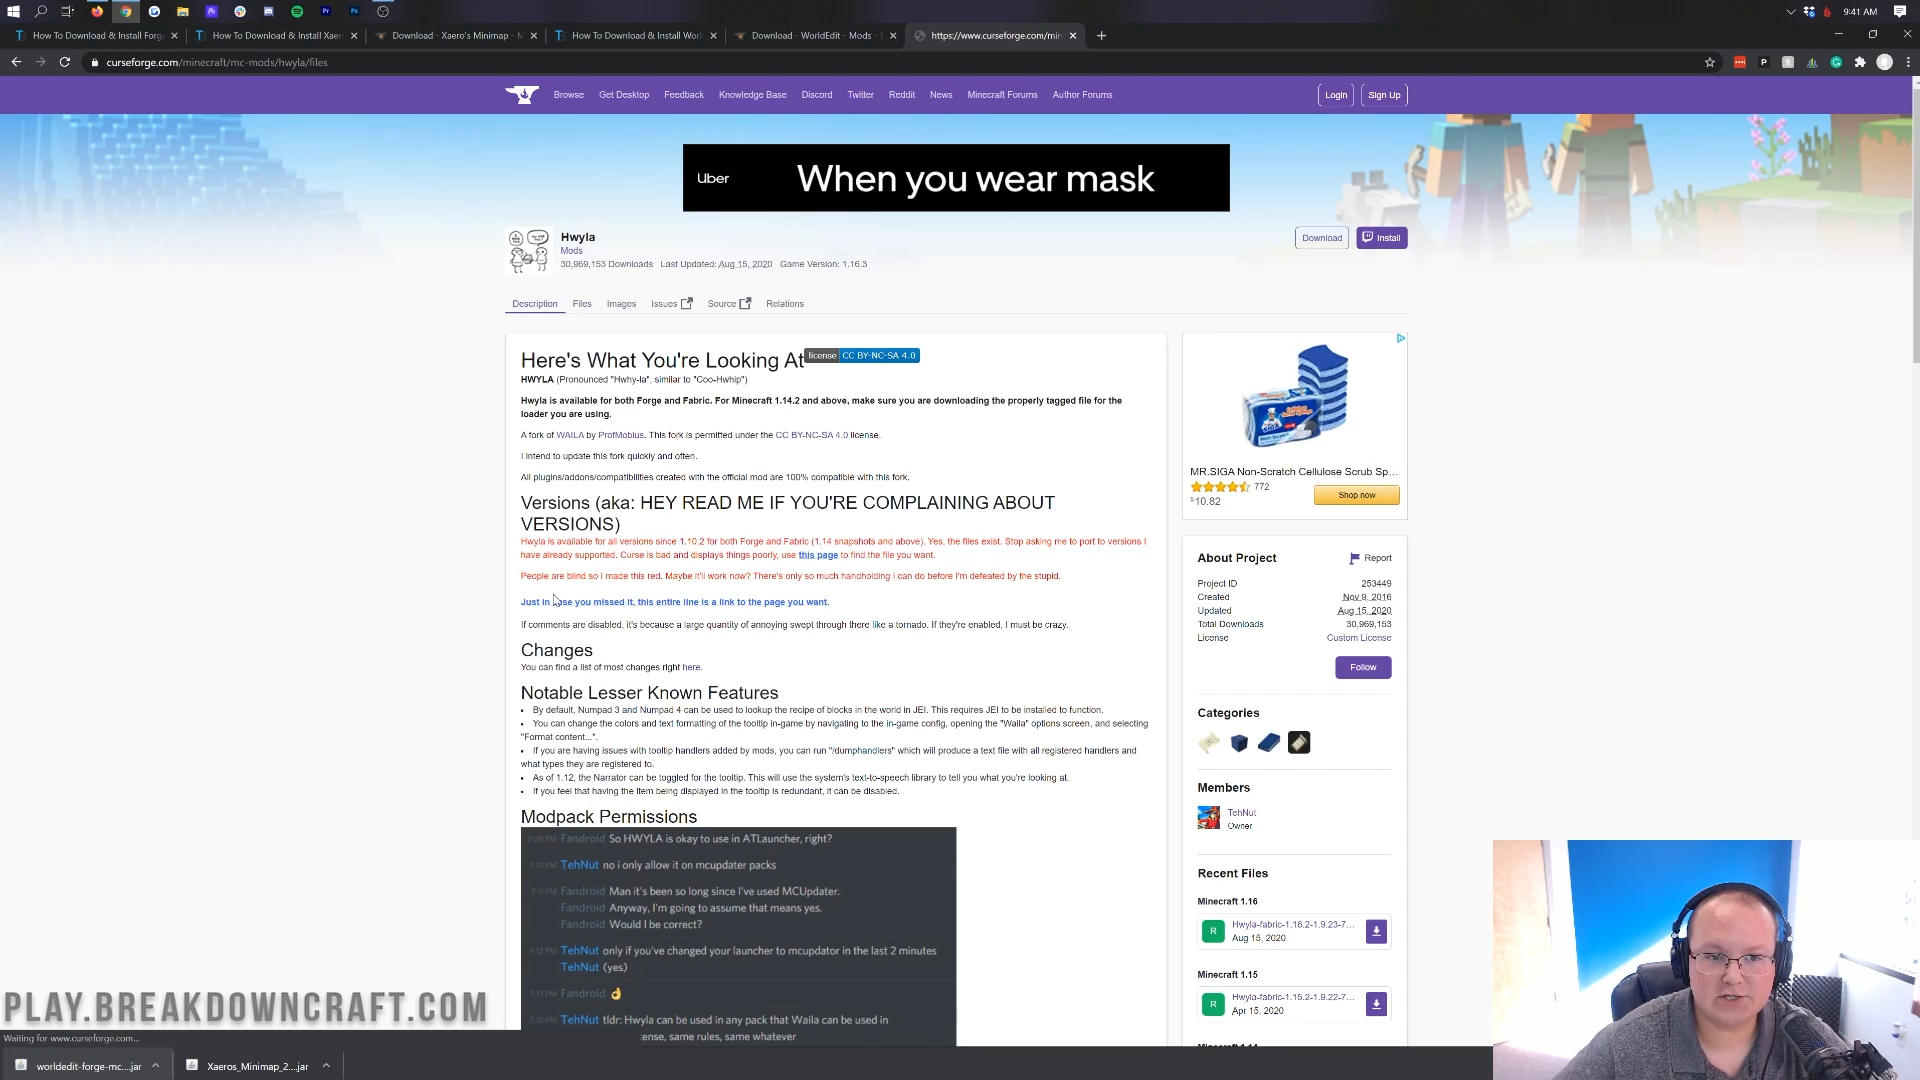 9:41 AM
How To Download & Install Forg
How To Download & Install Xaer
Download - Xaero's Minimap - M
How To Download & Install Worl
Download - WorldEdit - Mods -
https://www.curseforge.com/min
curseforge.com/minecraft/mc-mods/hwyla/files
Browse Get Desktop Feedback Knowledge Base Discord Twitter Reddit News Minecraft Forums Author Forums Login Sign Up
Uber When you wear mask
Hwyla
Download Install
Mods
30,969,153 Downloads Last Updated: Aug 15, 2020 Game Version: 1.16.3
Description Files Images Issues Source Relations
Here's What You're Looking At license CC BY-NC-SA 4.0
HWYLA (Pronounced "Hwhy-la", similar to "Coo-Hwhip")
Hwyla is available for both Forge and Fabric. For Minecraft 1.14.2 and above, make sure you are downloading the properly tagged file for the
loader you are using.
A fork of WAILA by ProfMobius. This fork is permitted under the CC BY-NC-SA 4.0 license.
I intend to update this fork quickly and often.
All plugins/addons/compatibilities created with the official mod are 100% compatible with this fork.
Versions (aka: HEY READ ME IF YOU'RE COMPLAINING ABOUT
VERSIONS)
Hwyla is available for all versions since 1.10.2 for both Forge and Fabric (1.14 snapshots and above). Yes, the files exist. Stop asking me to port to versions I
have already supported. Curse is bad and displays things poorly, use this page to find the file you want.
People are blind so I made this red. Maybe it'll work now? There's only so much handholding I can do before I'm defeated by the stupid.
Just in case you missed it, this entire line is a link to the page you want.
If comments are disabled, it's because a large quantity of annoying swept through there like a tornado. If they're enabled, I must be crazy.
Changes
You can find a list of most changes right here.
Notable Lesser Known Features
• By default, Numpad 3 and Numpad 4 can be used to lookup the recipe of blocks in the world in JEI. This requires JEI to be installed to function.
• You can change the colors and text formatting of the tooltip in-game by navigating to the in-game config, opening the "Waila" options screen, and selecting
"Format content...".
• If you are having issues with tooltip handlers added by mods, you can run "/dumphandlers" which will produce a text file with all registered handlers and
what types they are registered to.
• As of 1.12, the Narrator can be toggled for the tooltip. This will use the system's text-to-speech library to tell you what you're looking at.
• If you feel that having the item being displayed in the tooltip is redundant, it can be disabled.
Modpack Permissions
7:09 PM Fandroid So HWYLA is okay to use in ATLauncher, right?
TehNut no i only allow it on mcupdater packs
7:11 PM Fandroid Man it's been so long since I've used MCUpdater.
Fandroid Anyway, I'm going to assume that means yes.
Fandroid Would I be correct?
7:12 PM TehNut only if you've changed your launcher to mcupdator in the last 2 minutes
TehNut (yes)
7:13 PM Fandroid 👌
7:15 PM TehNut tldr: Hwyla can be used in any pack that Waila can be used in
ense, same rules, same whatever
MR.SIGA Non-Scratch Cellulose Scrub Sp...
772
$10.82
Shop now
About Project Report
Project ID 253449
Created Nov 9, 2016
Updated Aug 15, 2020
Total Downloads 30,969,153
License Custom License
Follow
Categories
Members
TehNut
Owner
Recent Files
Minecraft 1.16
R Hwyla-fabric-1.16.2-1.9.23-7...
Aug 15, 2020
Minecraft 1.15
R Hwyla-fabric-1.15.2-1.9.22-7...
Apr 15, 2020
PLAY.BREAKDOWNCRAFT.COM
Waiting for www.curseforge.com...
worldedit-forge-mc....jar
Xaeros_Minimap_2....jar